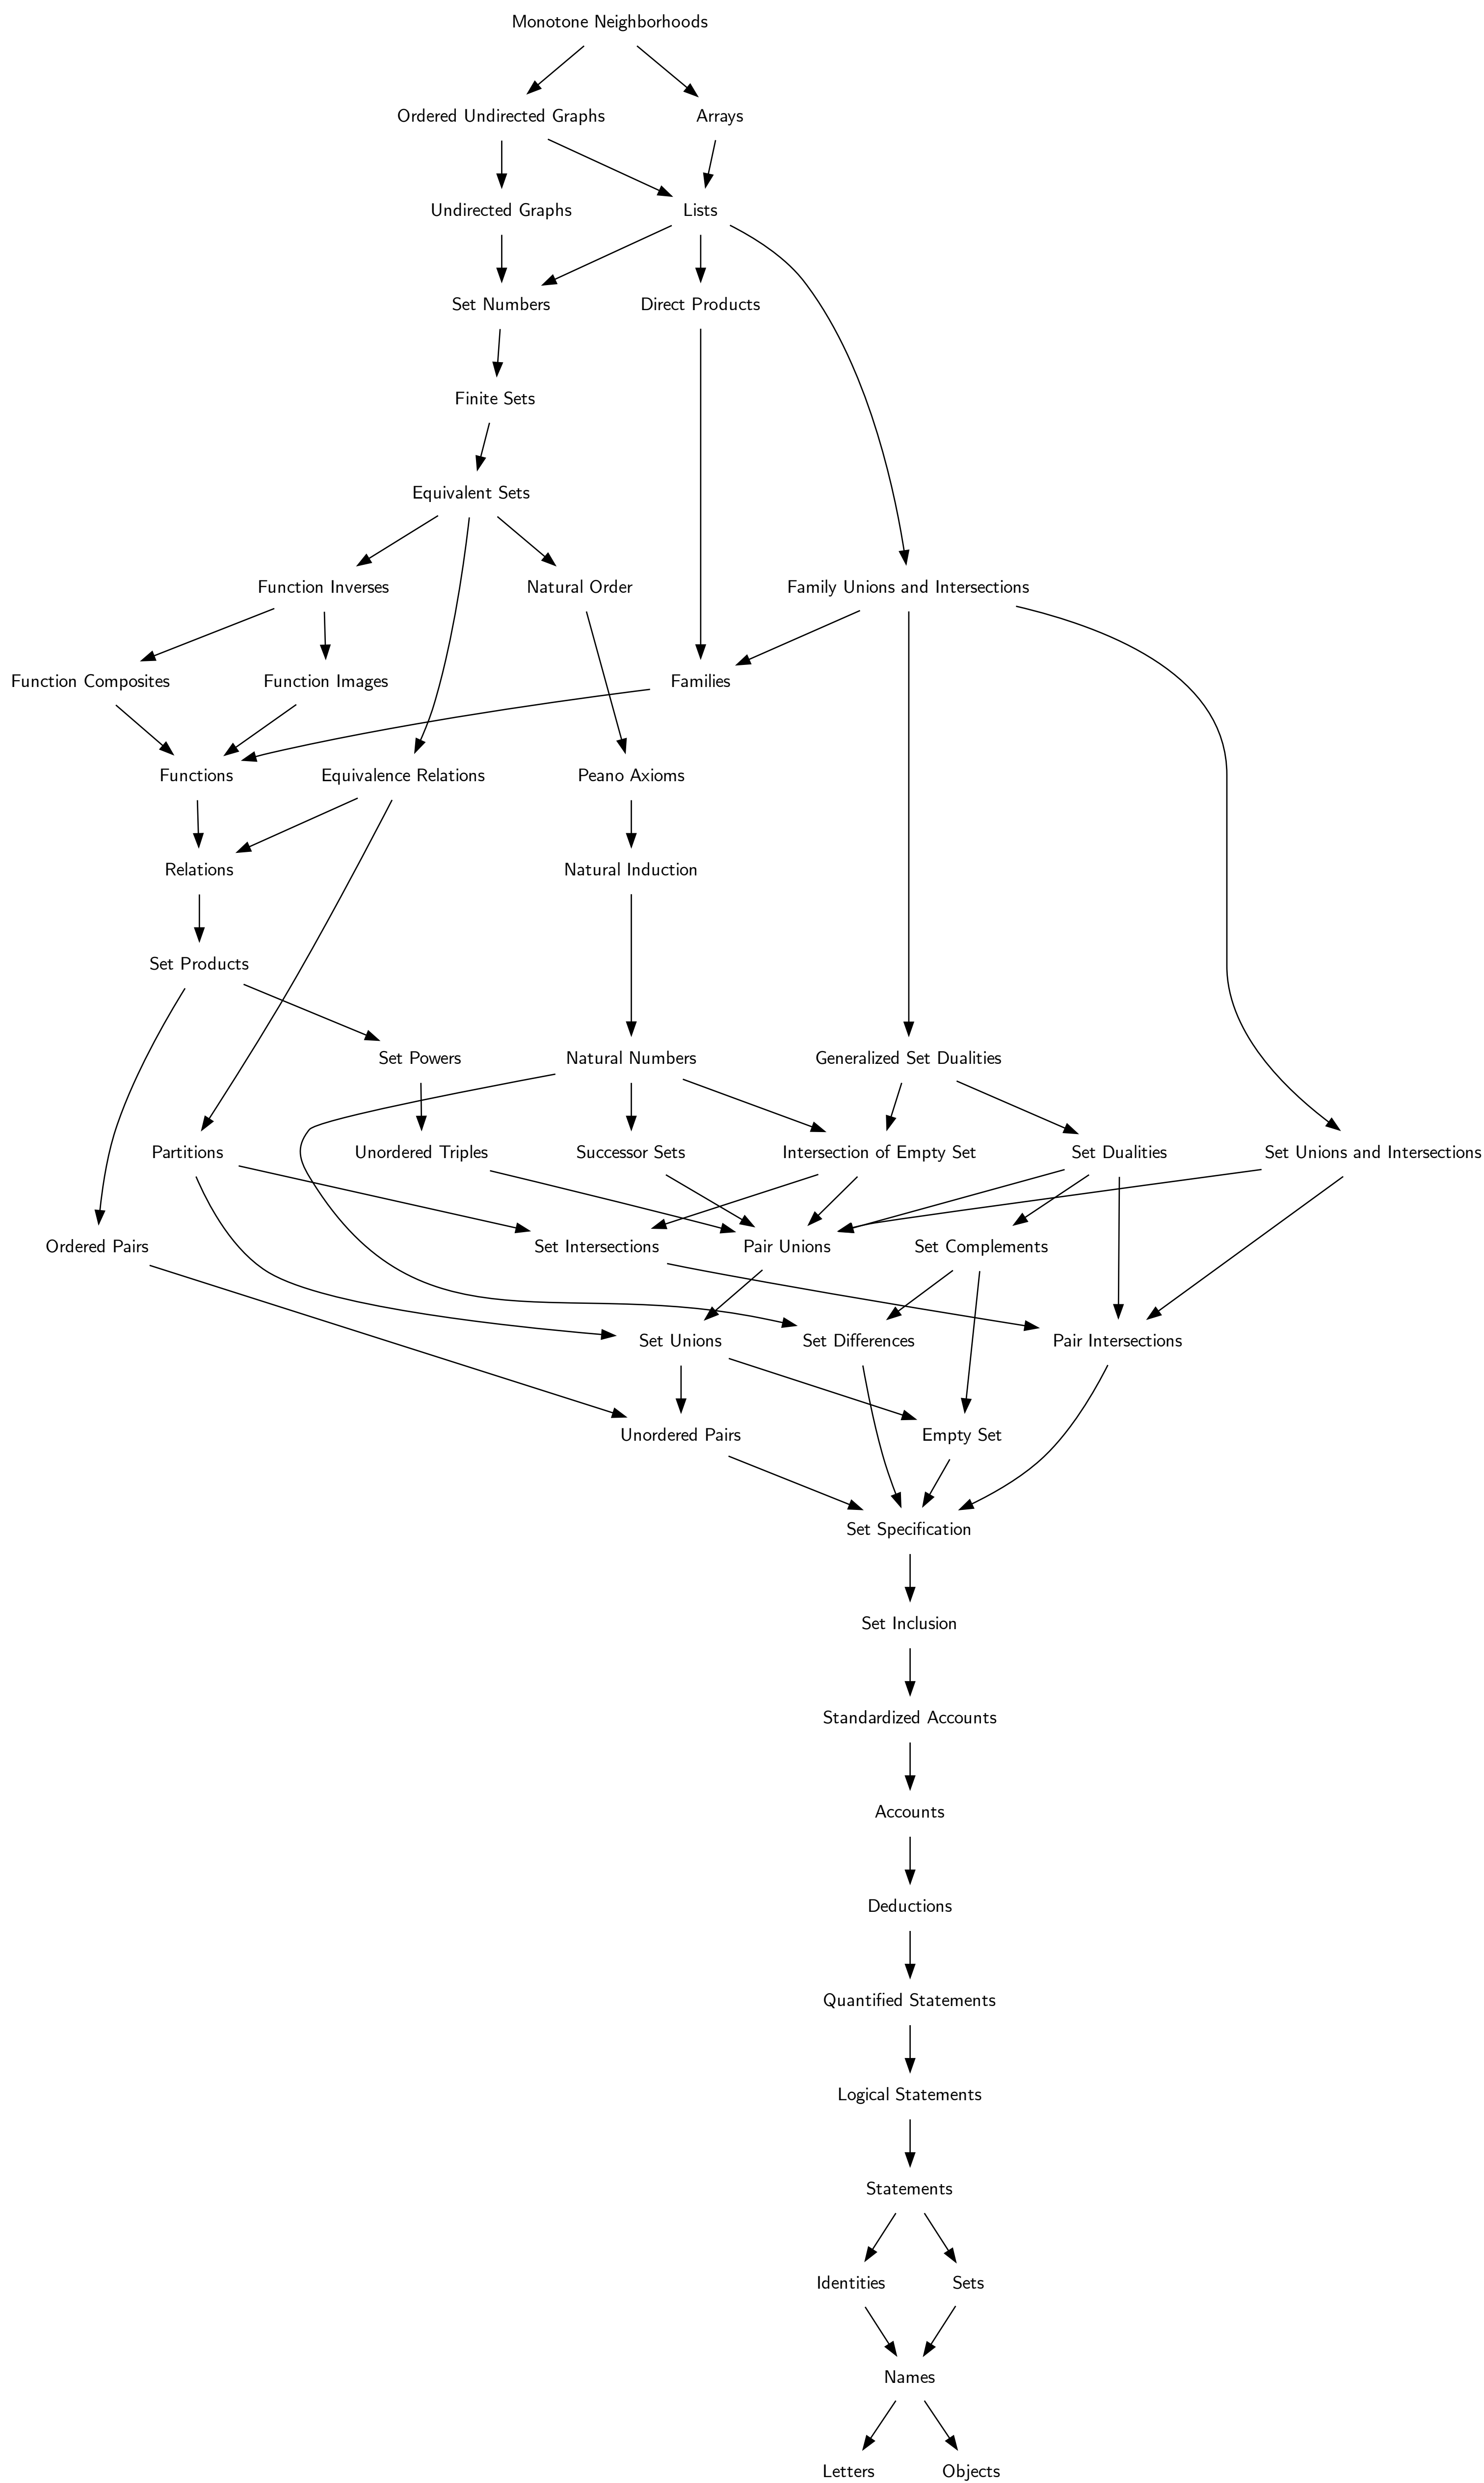 Monotone Neighborhoods
Ordered Undirected Graphs
Arrays
Undirected Graphs
Lists
Set Numbers
Direct Products
Finite Sets
Equivalent Sets
Function Inverses
Natural Order
Family Unions and Intersections
Function Composites
Function Images
Families
Functions
Equivalence Relations
Peano Axioms
Relations
Natural Induction
Set Products
Set Powers
Natural Numbers
Generalized Set Dualities
Partitions
Unordered Triples
Successor Sets
Intersection of Empty Set
Set Dualities
Set Unions and Intersections
Ordered Pairs
Set Intersections
Pair Unions
Set Complements
Set Unions
Set Differences
Pair Intersections
Unordered Pairs
Empty Set
Set Specification
Set Inclusion
Standardized Accounts
Accounts
Deductions
Quantified Statements
Logical Statements
Statements
Identities
Sets
Names
Letters
Objects